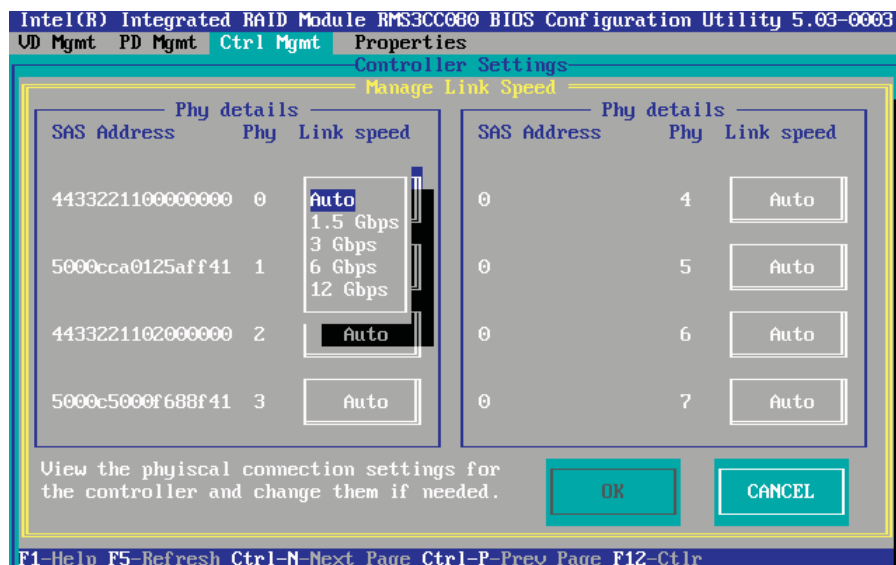 Intel(R) Integrated RAID Module RMS3CC080 BIOS Configuration Utility 5.03-0003
VD Mgmt PD Mgmt Ctrl Mgmt Properties
Controller Settings
Manage Link Speed
Phy details
SAS Address Phy Link speed
4433221100000000 0
Auto
1.5 Gbps
3 Gbps
6 Gbps
12 Gbps
5000cca0125aff41 1
4433221102000000 2 Auto
5000c5000f688f41 3 Auto
Phy details
SAS Address Phy Link speed
0 4 Auto
0 5 Auto
0 6 Auto
0 7 Auto
View the phyiscal connection settings for
the controller and change them if needed.
OK CANCEL
F1-Help F5-Refresh Ctrl-N-Next Page Ctrl-P-Prev Page F12-Ctlr